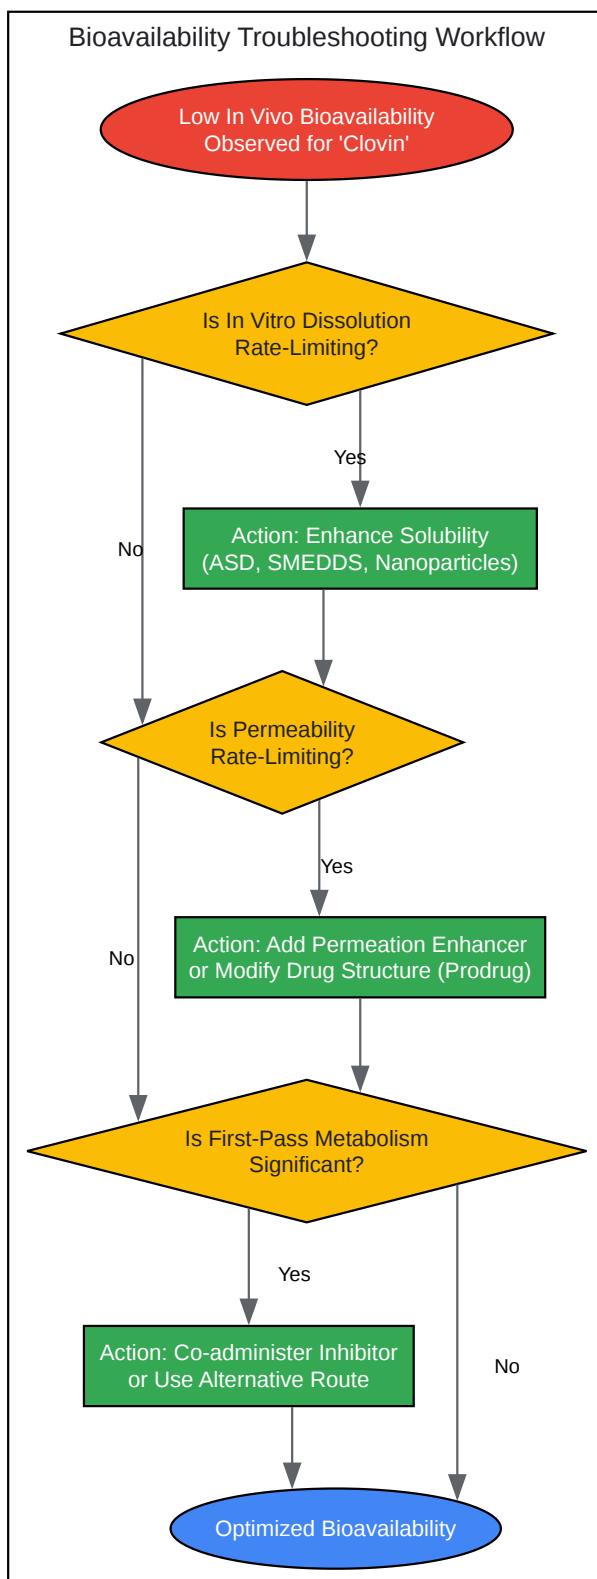 Bioavailability Troubleshooting Workflow
Low In Vivo Bioavailability
Observed for 'Clovin'
Is In Vitro Dissolution
Rate-Limiting?
Yes
No
Action: Enhance Solubility
(ASD, SMEDDS, Nanoparticles)
Is Permeability
Rate-Limiting?
Yes
No
Action: Add Permeation Enhancer
or Modify Drug Structure (Prodrug)
Is First-Pass Metabolism
Significant?
Yes
No
Action: Co-administer Inhibitor
or Use Alternative Route
Optimized Bioavailability